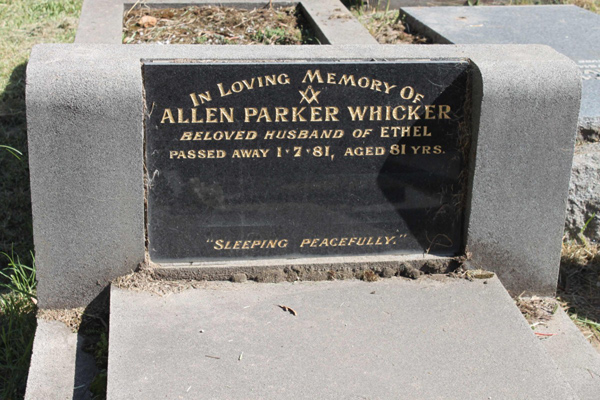 In Loving Memory Of
ALLEN PARKER WHICKER
BELOVED HUSBAND OF ETHEL
PASSED AWAY 1·7·81, AGED 81 YRS.
"SLEEPING PEACEFULLY."